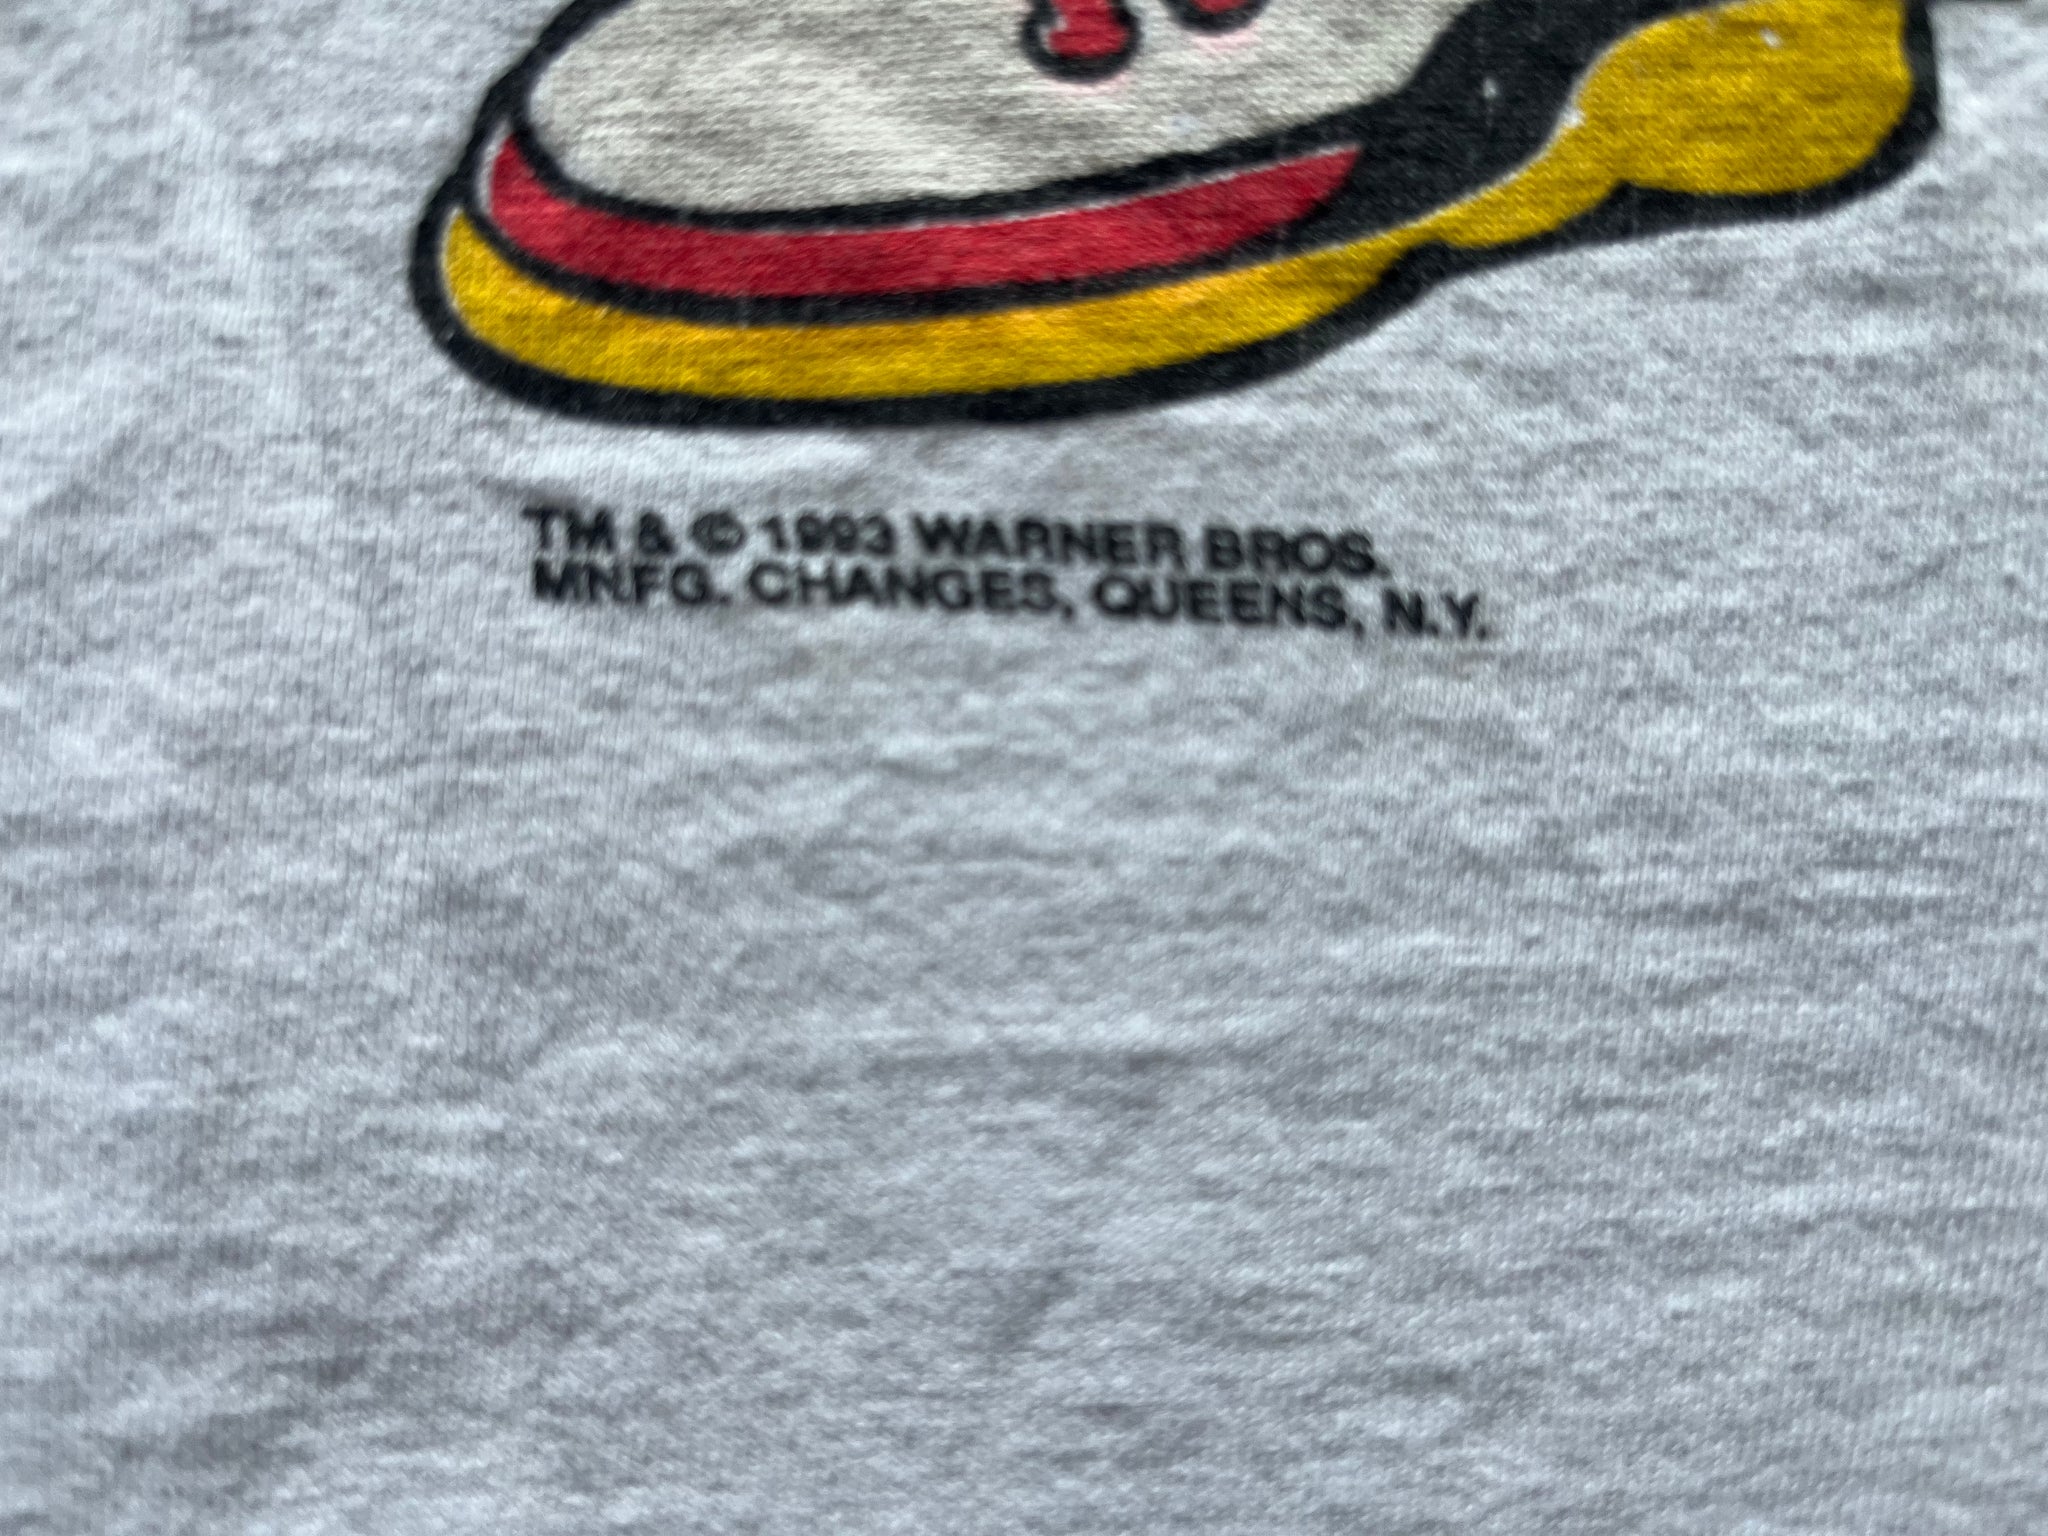 TM & © 1993 WARNER BROS.
MNFG. CHANGES, QUEENS, N.Y.